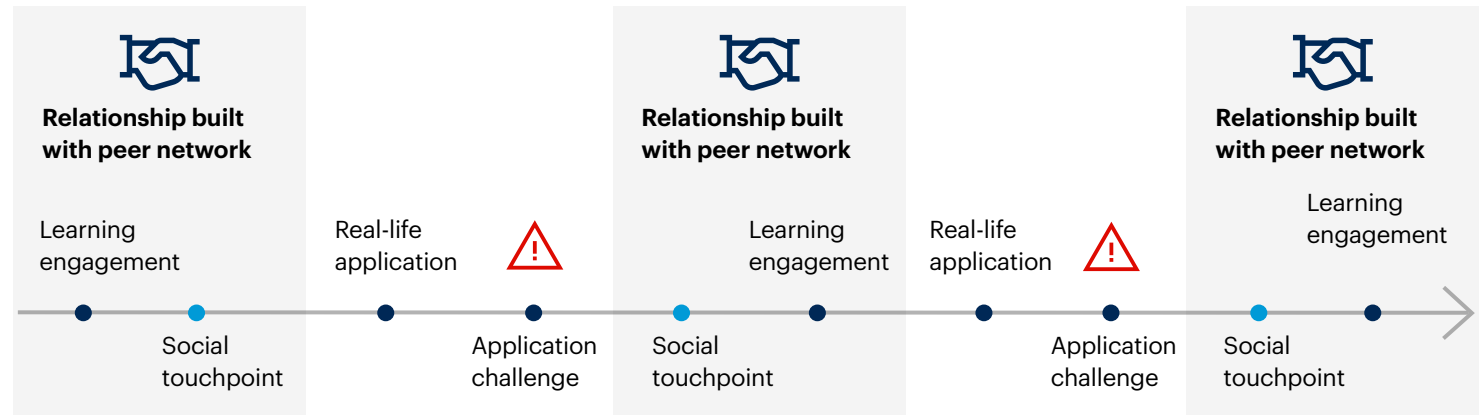 Relationship built
with peer network
Learning
engagement
Social
touchpoint
Real-life
application
Application
challenge
Relationship built
with peer network
Social
touchpoint
Learning
engagement
Real-life
application
Application
challenge
Relationship built
with peer network
Social
touchpoint
Learning
engagement